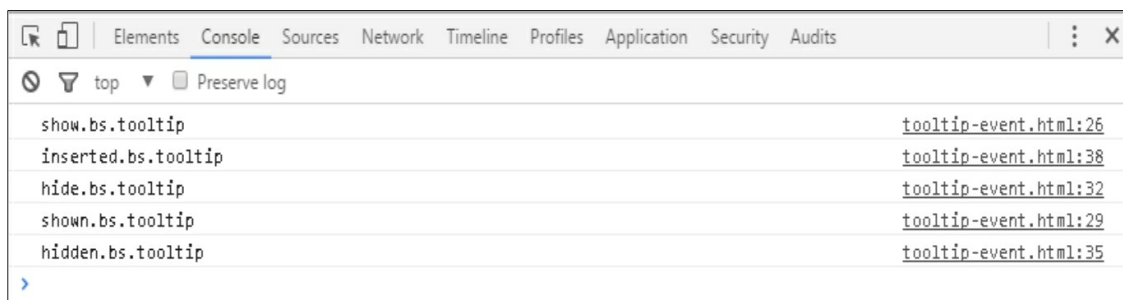 Elements Console Sources Network Timeline Profiles Application Security Audits
top Preserve log
show.bs.tooltip tooltip-event.html:26
inserted.bs.tooltip tooltip-event.html:38
hide.bs.tooltip tooltip-event.html:32
shown.bs.tooltip tooltip-event.html:29
hidden.bs.tooltip tooltip-event.html:35